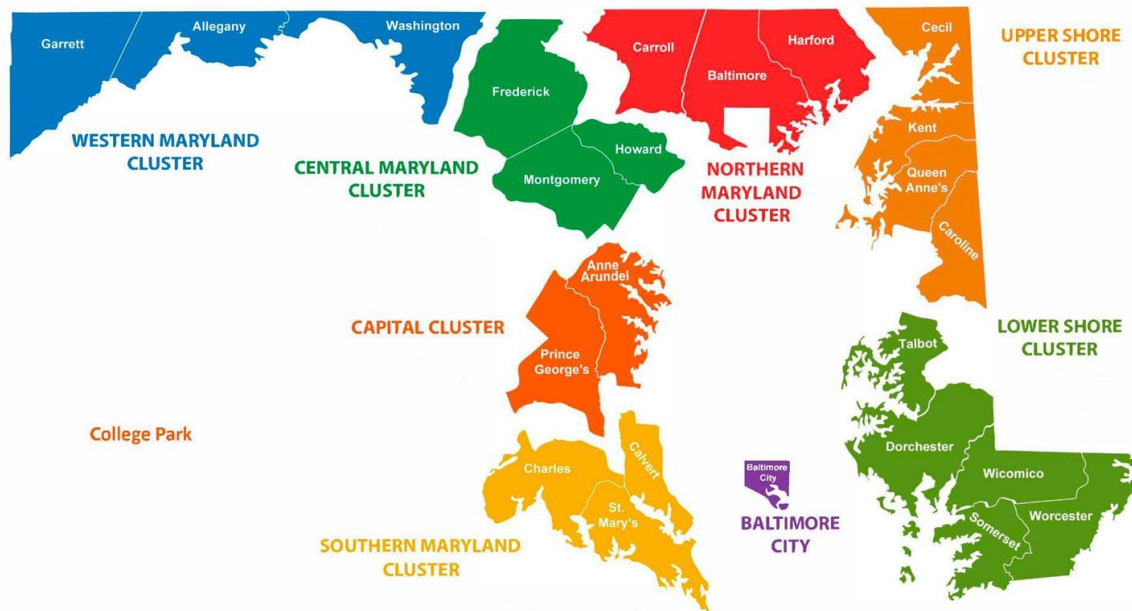 Garrett
Allegany
Washington
WESTERN MARYLAND
CLUSTER
Frederick
Howard
Montgomery
CENTRAL MARYLAND
CLUSTER
Carroll
Baltimore
Harford
NORTHERN
MARYLAND
CLUSTER
Cecil
Kent
Queen
Anne's
Caroline
UPPER SHORE
CLUSTER
Anne
Arundel
Prince
George's
CAPITAL CLUSTER
College Park
Charles
Calvert
St.
Mary's
SOUTHERN MARYLAND
CLUSTER
Baltimore
City
BALTIMORE
CITY
Talbot
Dorchester
Wicomico
Somerset
Worcester
LOWER SHORE
CLUSTER